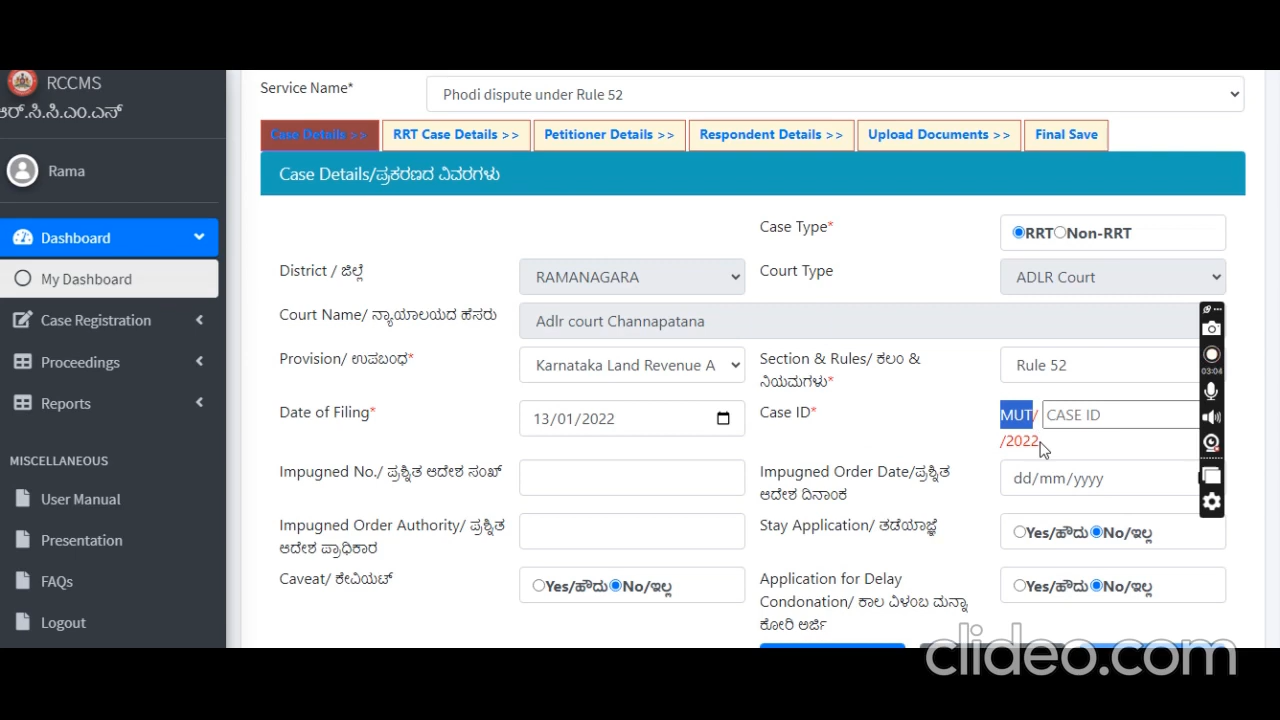 RCCMS
ಆರ್.ಸಿ.ಸಿ.ಎಂ.ಎಸ್
Rama
Dashboard
My Dashboard
Case Registration
Proceedings
Reports
MISCELLANEOUS
User Manual
Presentation
FAQs
Logout
Service Name*
Phodi dispute under Rule 52
Case Details >>
RRT Case Details >>
Petitioner Details >>
Respondent Details >>
Upload Documents >>
Final Save
Case Details/ಪ್ರಕರಣದ ವಿವರಗಳು
Case Type*
RRT Non-RRT
District / ಜಿಲ್ಲೆ
RAMANAGARA
Court Type
ADLR Court
Court Name/ ನ್ಯಾಯಾಲಯದ ಹೆಸರು
Adlr court Channapatana
Provision/ ಉಪಬಂಧ*
Karnataka Land Revenue A
Section & Rules/ ಕಲಂ &
ನಿಯಮಗಳು*
Rule 52
Date of Filing*
13/01/2022
Case ID*
MUT/ CASE ID
/2022
Impugned No./ ಪ್ರಶ್ನಿತ ಆದೇಶ ಸಂಖ್
Impugned Order Date/ಪ್ರಶ್ನಿತ
ಆದೇಶ ದಿನಾಂಕ
dd/mm/yyyy
Impugned Order Authority/ ಪ್ರಶ್ನಿತ
ಆದೇಶ ಪ್ರಾಧಿಕಾರ
Stay Application/ ತಡೆಯಾಜ್ಞೆ
Yes/ಹೌದು No/ಇಲ್ಲ
Caveat/ ಕೇವಿಯಟ್
Yes/ಹೌದು No/ಇಲ್ಲ
Application for Delay
Condonation/ ಕಾಲ ವಿಳಂಬ ಮನ್ನಾ
ಕೋರಿ ಅರ್ಜಿ
Yes/ಹೌದು No/ಇಲ್ಲ
03:04
clideo.com